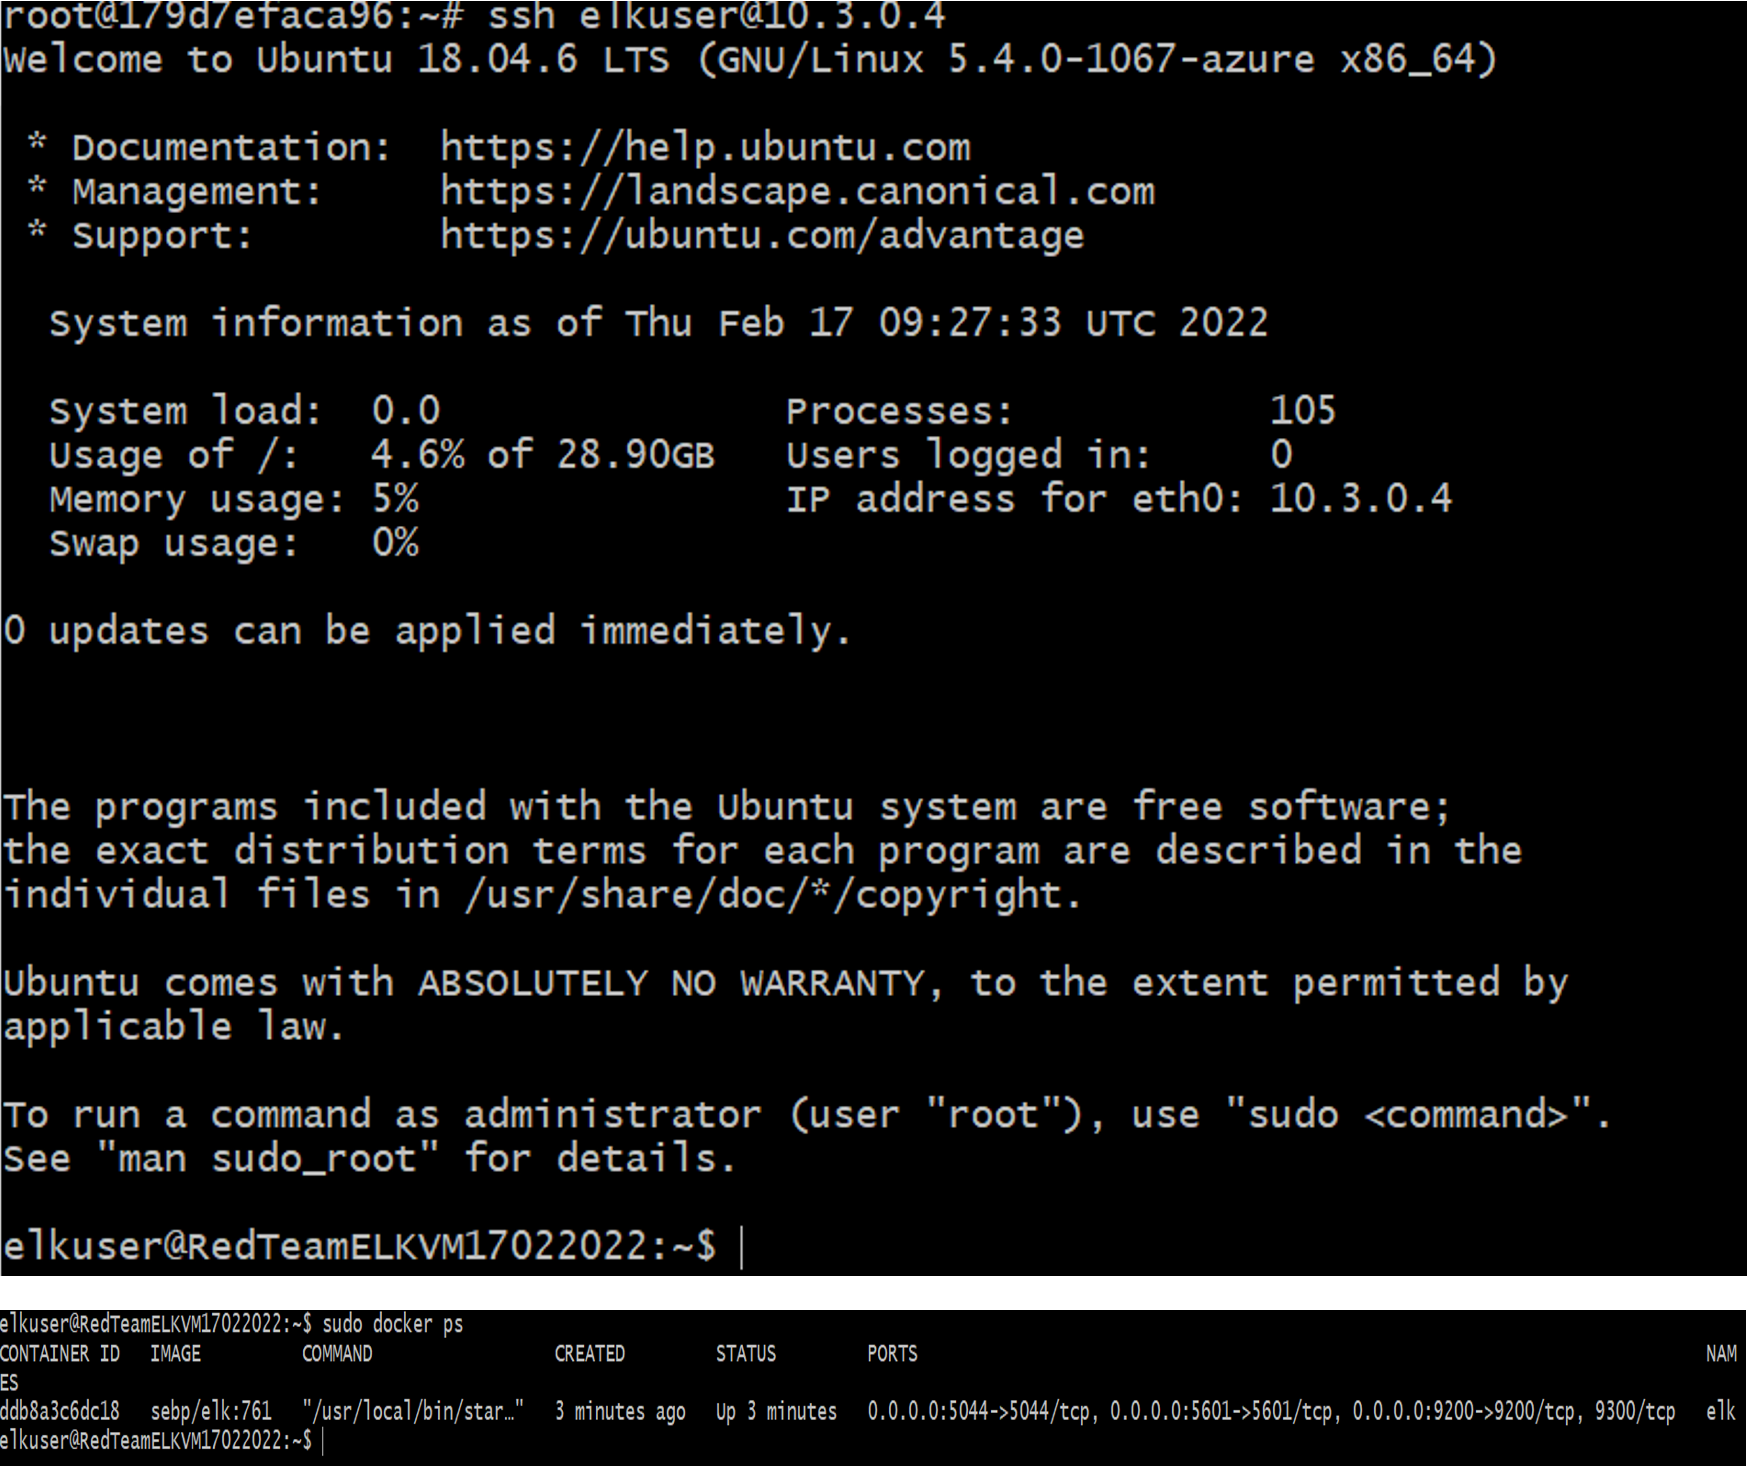 root@179d7efaca96:~# ssh elkuser@10.3.0.4
Welcome to Ubuntu 18.04.6 LTS (GNU/Linux 5.4.0-1067-azure x86_64)
* Documentation:  https://help.ubuntu.com
* Management:     https://landscape.canonical.com
* Support:        https://ubuntu.com/advantage
System information as of Thu Feb 17 09:27:33 UTC 2022
System load:  0.0                Processes:           105
Usage of /:   4.6% of 28.90GB   Users logged in:     0
Memory usage: 5%                IP address for eth0: 10.3.0.4
Swap usage:   0%
0 updates can be applied immediately.
The programs included with the Ubuntu system are free software;
the exact distribution terms for each program are described in the
individual files in /usr/share/doc/*/copyright.
Ubuntu comes with ABSOLUTELY NO WARRANTY, to the extent permitted by
applicable law.
To run a command as administrator (user "root"), use "sudo <command>".
See "man sudo_root" for details.
elkuser@RedTeamELKVM17022022:~$
elkuser@RedTeamELKVM17022022:~$ sudo docker ps
CONTAINER ID   IMAGE          COMMAND                  CREATED         STATUS         PORTS                                                                              NAM
ES
ddb8a3c6dc18   sebp/elk:761   "/usr/local/bin/star…"   3 minutes ago   Up 3 minutes   0.0.0.0:5044->5044/tcp, 0.0.0.0:5601->5601/tcp, 0.0.0.0:9200->9200/tcp, 9300/tcp   elk
elkuser@RedTeamELKVM17022022:~$